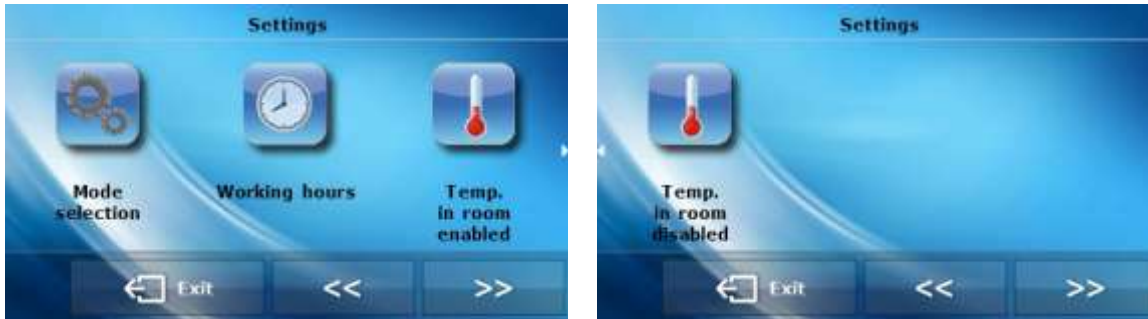 Settings
Mode
selection
Working hours
Temp.
in room
enabled
Exit
<<
>>
Settings
Temp.
in room
disabled
Exit
<<
>>